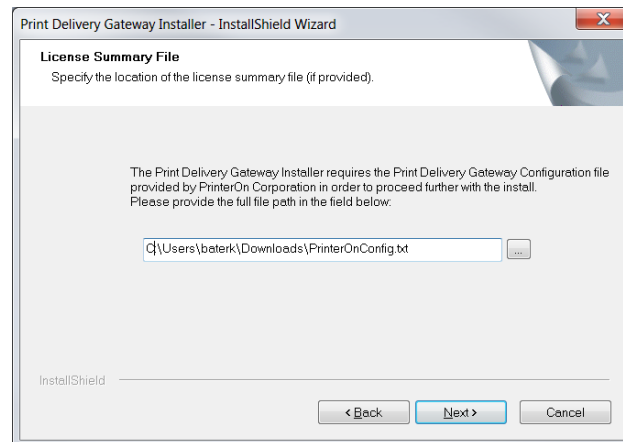 Print Delivery Gateway Installer - InstallShield Wizard
License Summary File
Specify the location of the license summary file (if provided).
The Print Delivery Gateway Installer requires the Print Delivery Gateway Configuration file
provided by PrinterOn Corporation in order to proceed further with the install.
Please provide the full file path in the field below:
C:\Users\baterk\Downloads\PrinterOnConfig.txt
...
InstallShield
< Back
Next >
Cancel